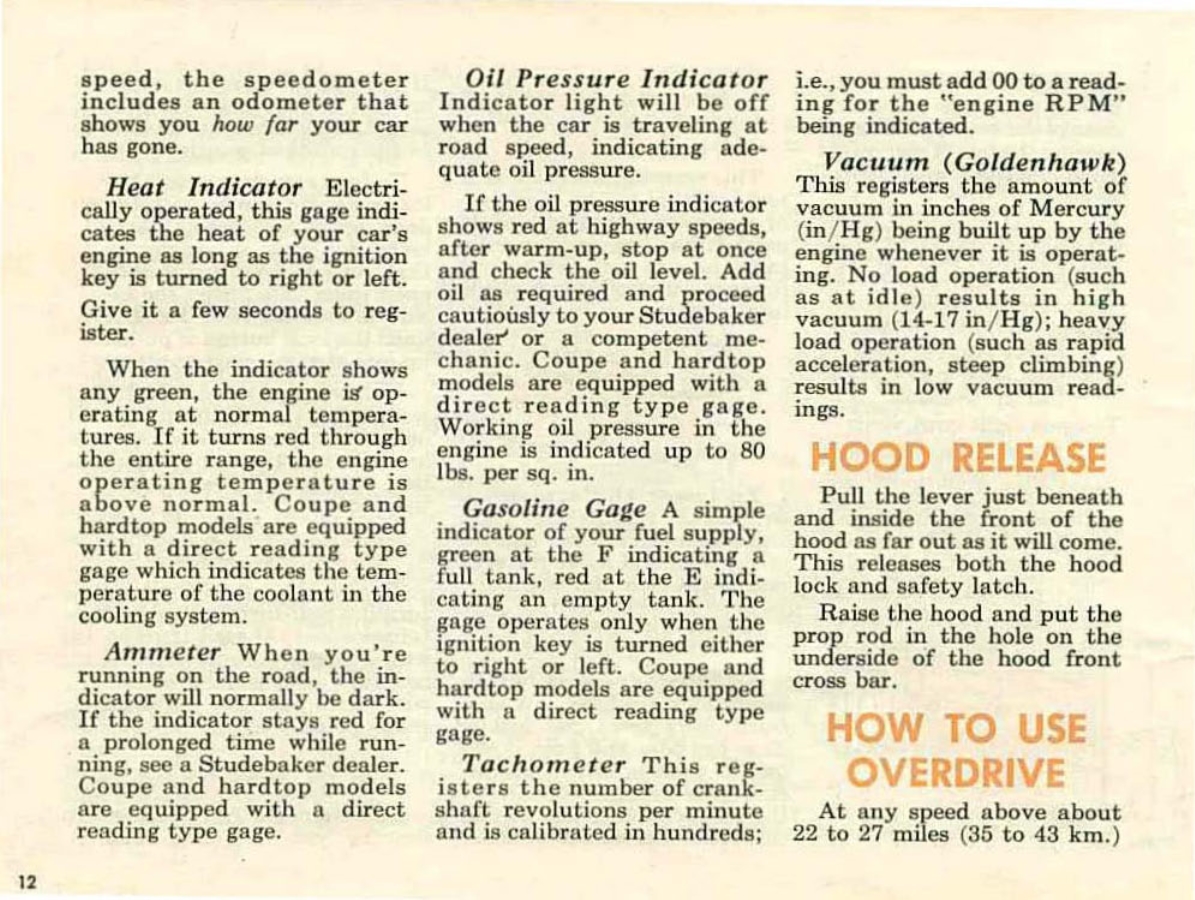 speed, the speedometer
includes an odometer that
shows you how far your car
has gone.
Heat Indicator Electri-
cally operated, this gage indi-
cates the heat of your car's
engine as long as the ignition
key is turned to right or left.
Give it a few seconds to reg-
ister.
When the indicator shows
any green, the engine is op-
erating at normal tempera-
tures. If it turns red through
the entire range, the engine
operating temperature is
above normal. Coupe and
hardtop models are equipped
with a direct reading type
gage which indicates the tem-
perature of the coolant in the
cooling system.
Ammeter When you're
running on the road, the in-
dicator will normally be dark.
If the indicator stays red for
a prolonged time while run-
ning, see a Studebaker dealer.
Coupe and hardtop models
are equipped with a direct
reading type gage.
Oil Pressure Indicator
Indicator light will be off
when the car is traveling at
road speed, indicating ade-
quate oil pressure.
If the oil pressure indicator
shows red at highway speeds,
after warm-up, stop at once
and check the oil level. Add
oil as required and proceed
cautiously to your Studebaker
dealer or a competent me-
chanic. Coupe and hardtop
models are equipped with a
direct reading type gage.
Working oil pressure in the
engine is indicated up to 80
lbs. per sq. in.
Gasoline Gage A simple
indicator of your fuel supply,
green at the F indicating a
full tank, red at the E indi-
cating an empty tank. The
gage operates only when the
ignition key is turned either
to right or left. Coupe and
hardtop models are equipped
with a direct reading type
gage.
Tachometer This reg-
isters the number of crank-
shaft revolutions per minute
and is calibrated in hundreds;
i.e., you must add 00 to a read-
ing for the "engine RPM"
being indicated.
Vacuum (Goldenhawk)
This registers the amount of
vacuum in inches of Mercury
(in/Hg) being built up by the
engine whenever it is operat-
ing. No load operation (such
as at idle) results in high
vacuum (14-17 in/Hg); heavy
load operation (such as rapid
acceleration, steep climbing)
results in low vacuum read-
ings.
HOOD RELEASE
Pull the lever just beneath
and inside the front of the
hood as far out as it will come.
This releases both the hood
lock and safety latch.
Raise the hood and put the
prop rod in the hole on the
underside of the hood front
cross bar.
HOW TO USE
OVERDRIVE
At any speed above about
22 to 27 miles (35 to 43 km.)
12